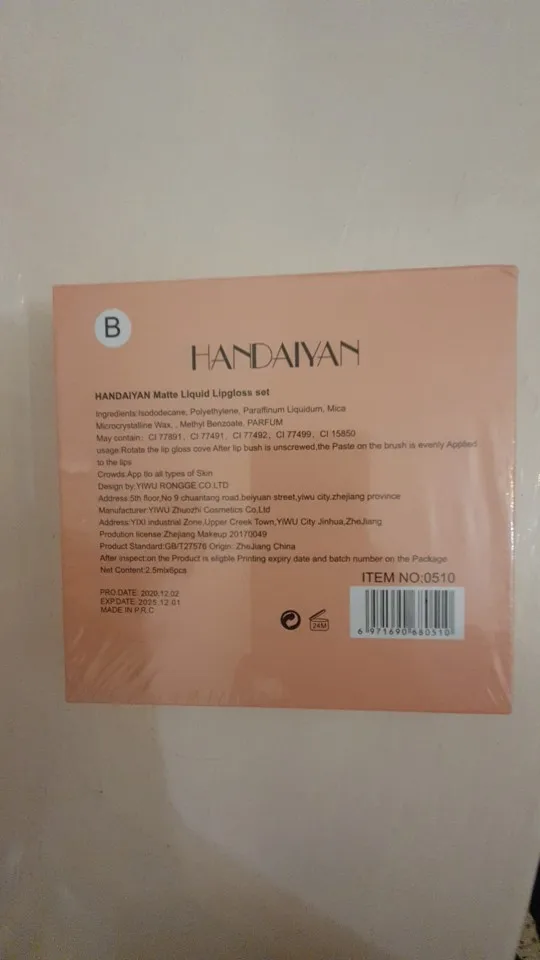 B
HANDAIYAN
HANDAIYAN Matte Liquid Lipgloss set
Ingredients:Isododecane, Polyethylene, Paraffinum Liquidum, Mica
Microcrystalline Wax, , Methyl Benzoate, PARFUM
May contain: CI 77891, CI 77491, CI 77492, CI 77499, CI 15850
usage:Rotate the lip gloss cove After lip bush is unscrewed,the Paste on the brush is evenly Applied
to the lips
Crowds:App tio all types of Skin
Design by:YIWU RONGGE.CO.LTD
Address:5th floor,No 9 chuantang road,beiyuan street,yiwu city,zhejiang province
Manufacturer:YIWU Zhuozhi Cosmetics Co,Ltd
Address:YIXI industrial Zone,Upper Creek Town,YiWU City Jinhua,ZheJiang
Prodution license:Zhejiang Makeup 20170049
Product Standard:GB/T27576 Origin: ZheJiang China
After inspect:on the Product is eligible Printing expiry date and batch number on the Package
Net Content:2.5mlx6pcs
ITEM NO:0510
PRO.DATE: 2020.12.02
EXP.DATE: 2025.12.01
MADE IN P.R.C
24M
6 971690 680510